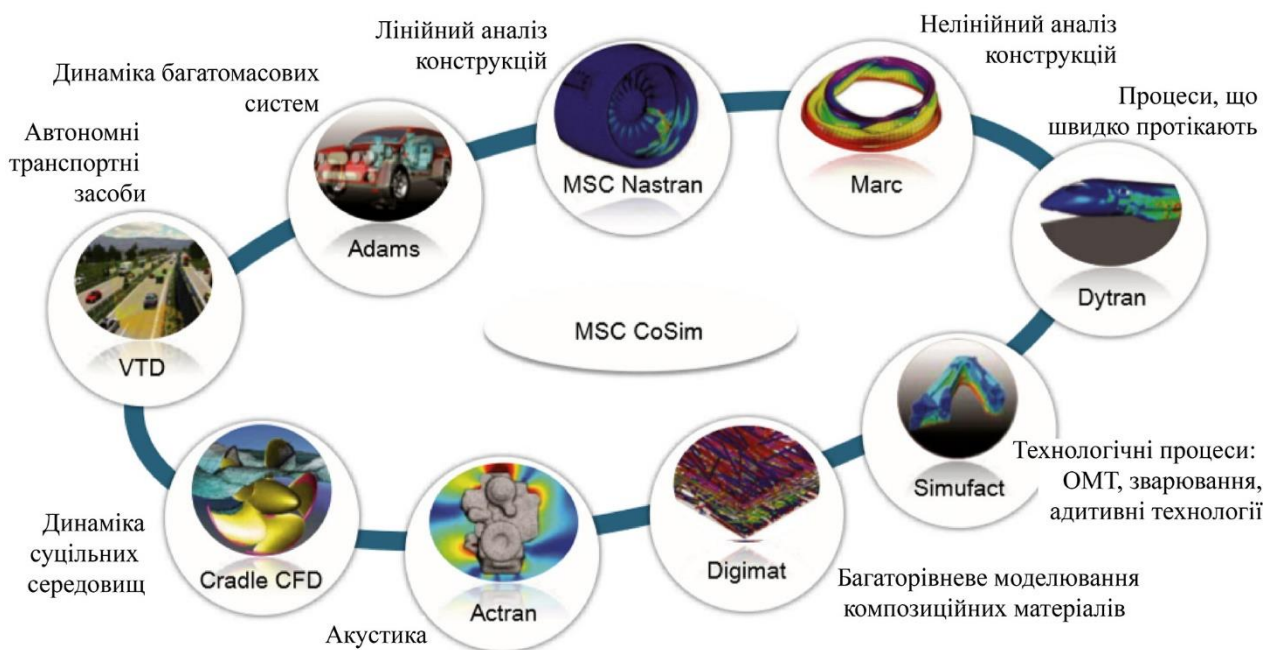 Лінійний аналіз
конструкцій
Нелінійний аналіз
конструкцій
Динаміка багатомасових
систем
Процеси, що
швидко протікають
Автономні
транспортні
засоби
MSC Nastran
Marc
Adams
Dytran
VTD
MSC CoSim
Simufact
Технологічні процеси:
ОМТ, зварювання,
адитивні технології
Digimat
Багаторівневе моделювання
композиційних матеріалів
Actran
Акустика
Cradle CFD
Динаміка
суцільних
середовищ